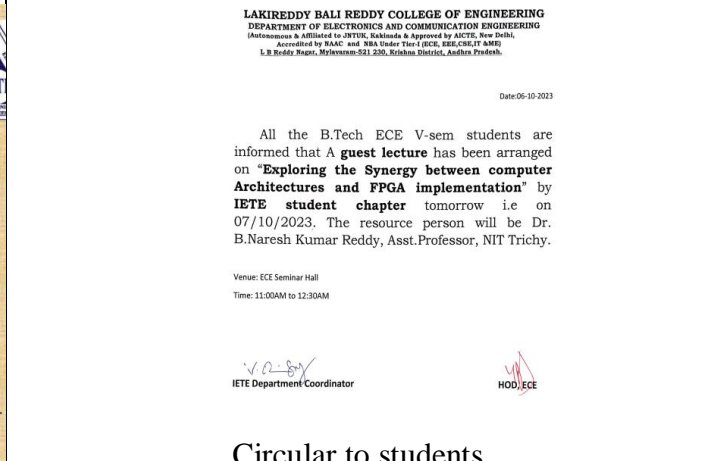 LAKIREDDY BALI REDDY COLLEGE OF ENGINEERING
DEPARTMENT OF ELECTRONICS AND COMMUNICATION ENGINEERING
(Autonomous & Affiliated to JNTUK, Kakinada & Approved by AICTE, New Delhi,
Accredited by NAAC and NBA Under Tier-I (ECE, EEE,CSE,IT &ME)
L B Reddy Nagar, Mylavaram-521 230, Krishna District, Andhra Pradesh.
Date:06-10-2023
All the B.Tech ECE V-sem students are
informed that A guest lecture has been arranged
on “Exploring the Synergy between computer
Architectures and FPGA implementation” by
IETE student chapter tomorrow i.e on
07/10/2023. The resource person will be Dr.
B.Naresh Kumar Reddy, Asst.Professor, NIT Trichy.
Venue: ECE Seminar Hall
Time: 11:00AM to 12:30AM
IETE Department Coordinator
HOD, ECE
Circular to students